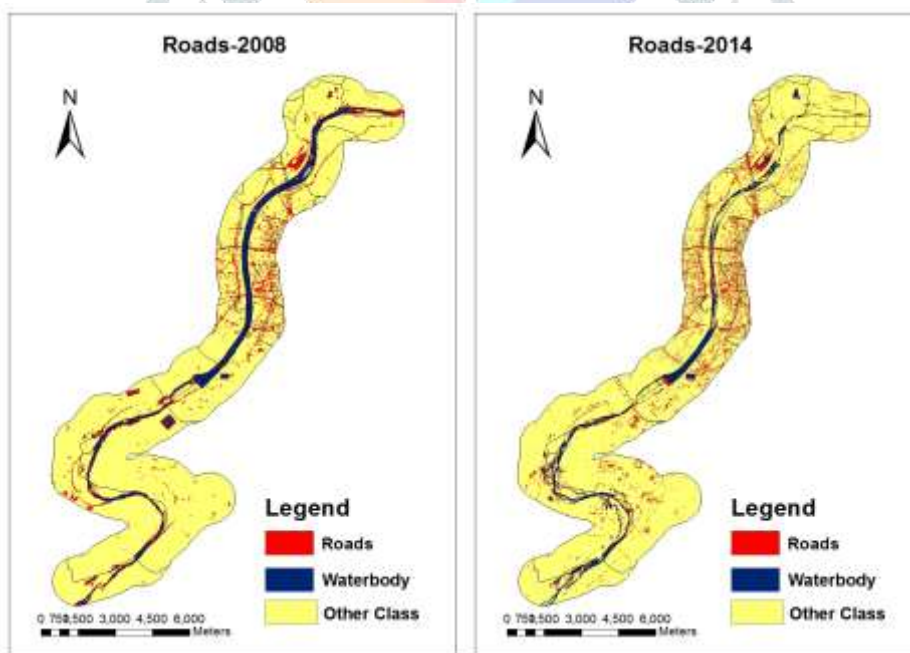 Roads-2008
N
Legend
Roads
Waterbody
Other Class
0 750 1,500 3,000 4,500 6,000
Meters
Roads-2014
N
Legend
Roads
Waterbody
Other Class
0 750 1,500 3,000 4,500 6,000
Meters